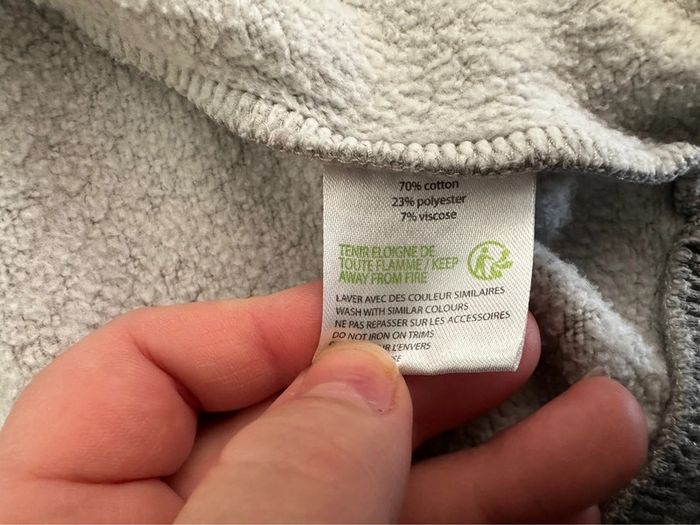 70% cotton
23% polyester
7% viscose
TENIR ELOIGNE DE
TOUTE FLAMME / KEEP
AWAY FROM FIRE
LAVER AVEC DES COULEUR SIMILAIRES
WASH WITH SIMILAR COLOURS
NE PAS REPASSER SUR LES ACCESSOIRES
DO NOT IRON ON TRIMS
L'ENVERS